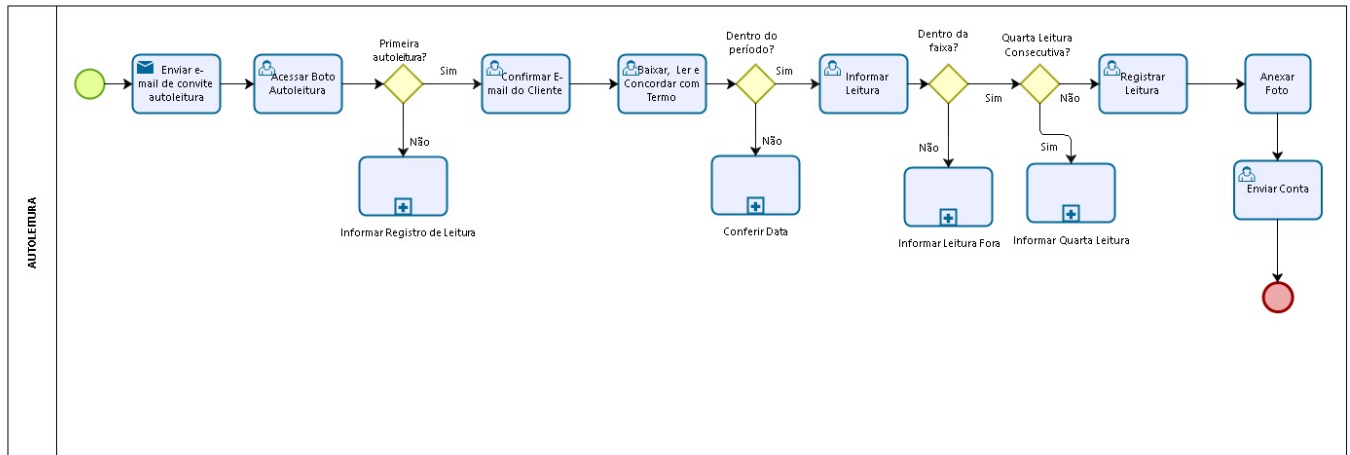 AUTOLEITURA
Enviar e-
mail de convite
autoleitura
Acessar Boto
Autoleitura
Primeira
autoleitura?
Sim
Não
Informar Registro de Leitura
Confirmar E-
mail do Cliente
Baixar, Ler e
Concordar com
Termo
Dentro do
período?
Sim
Não
Conferir Data
Informar
Leitura
Dentro da
faixa?
Sim
Não
Informar Leitura Fora
Quarta Leitura
Consecutiva?
Não
Sim
Informar Quarta Leitura
Registrar
Leitura
Anexar
Foto
Enviar Conta